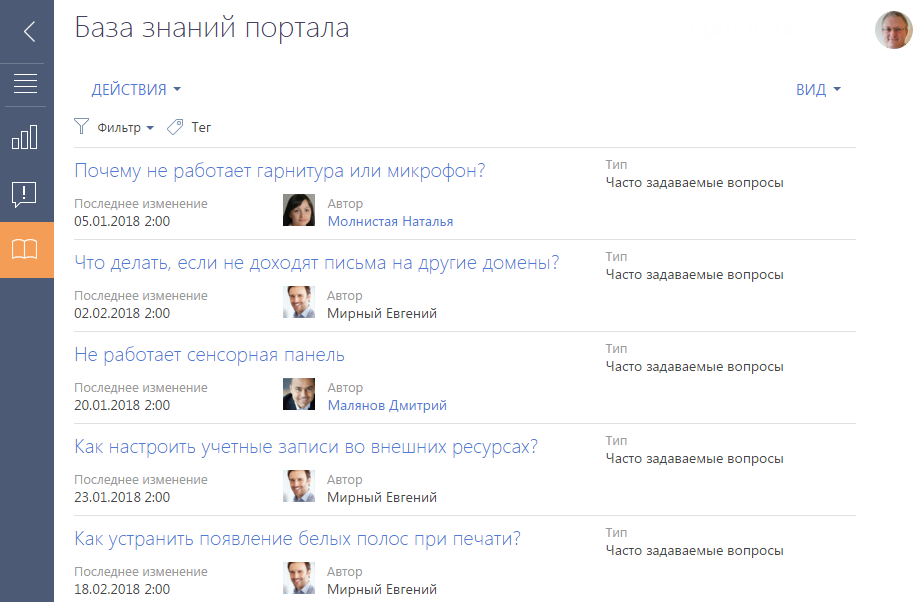 База знаний портала
ДЕЙСТВИЯ ВИД
Фильтр Тег
Почему не работает гарнитура или микрофон? Тип
Часто задаваемые вопросы
Последнее изменение Автор
05.01.2018 2:00 Молнистая Наталья
Что делать, если не доходят письма на другие домены? Тип
Часто задаваемые вопросы
Последнее изменение Автор
02.02.2018 2:00 Мирный Евгений
Не работает сенсорная панель Тип
Часто задаваемые вопросы
Последнее изменение Автор
20.01.2018 2:00 Малянов Дмитрий
Как настроить учетные записи во внешних ресурсах? Тип
Часто задаваемые вопросы
Последнее изменение Автор
23.01.2018 2:00 Мирный Евгений
Как устранить появление белых полос при печати? Тип
Часто задаваемые вопросы
Последнее изменение Автор
18.02.2018 2:00 Мирный Евгений